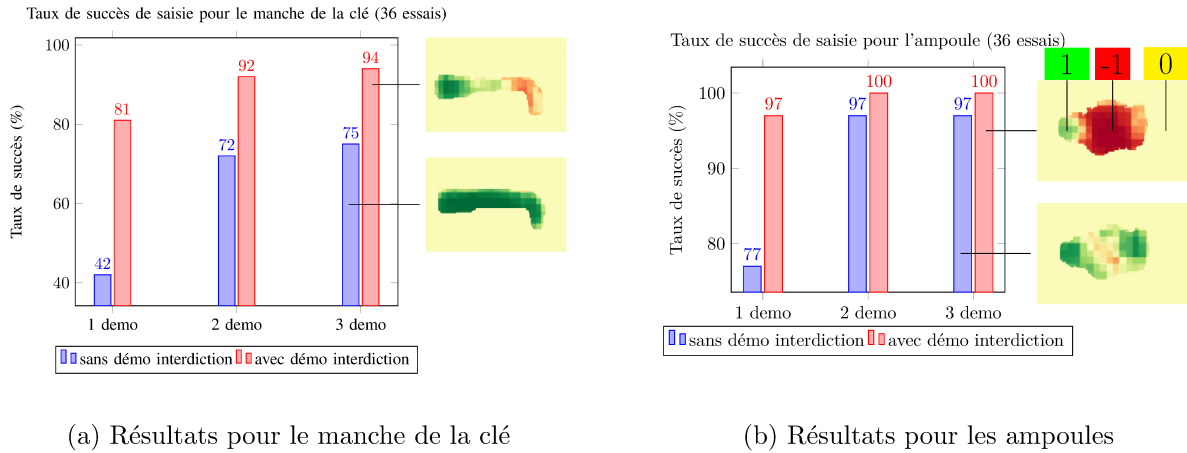 Taux de succès de saisie pour le manche de la clé (36 essais)
Taux de succès (%)
100
80
60
40
42
81
72
92
75
94
1 demo
2 demo
3 demo
sans démo interdiction
avec démo interdiction
(a) Résultats pour le manche de la clé
Taux de succès de saisie pour l'ampoule (36 essais)
1
-1
0
Taux de succès (%)
100
90
80
77
97
97
100
97
100
1 demo
2 demo
3 demo
sans démo interdiction
avec démo interdiction
(b) Résultats pour les ampoules